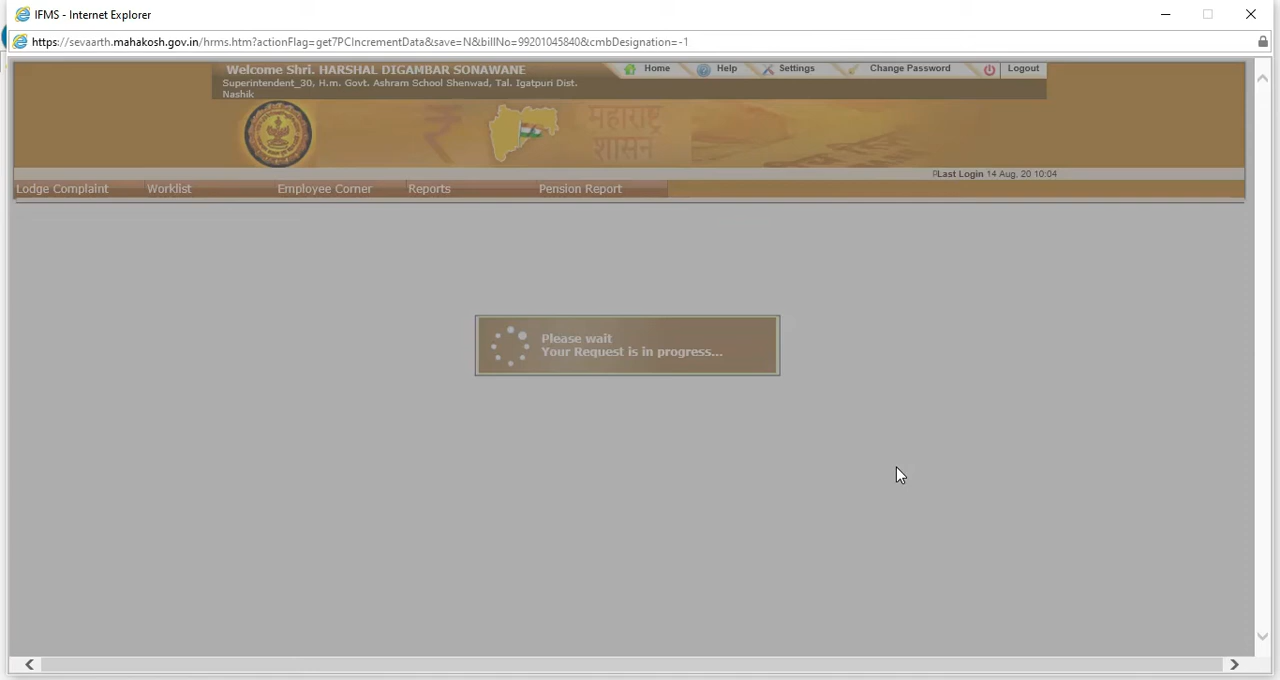 IFMS - Internet Explorer
https://sevaarth.mahakosh.gov.in/hrms.htm?actionFlag=get7PCIncrementData&save=N&billNo=99201045840&cmbDesignation=-1
Welcome Shri. HARSHAL DIGAMBAR SONAWANE
Home Help Settings Change Password Logout
Superintendent_30, H.m. Govt. Ashram School Shenwad, Tal. Igatpuri Dist.
Nashik
महाराष्ट्र
शासन
Last Login 14 Aug, 20 10:04
Lodge Complaint Worklist Employee Corner Reports Pension Report
Please wait
Your Request is in progress...